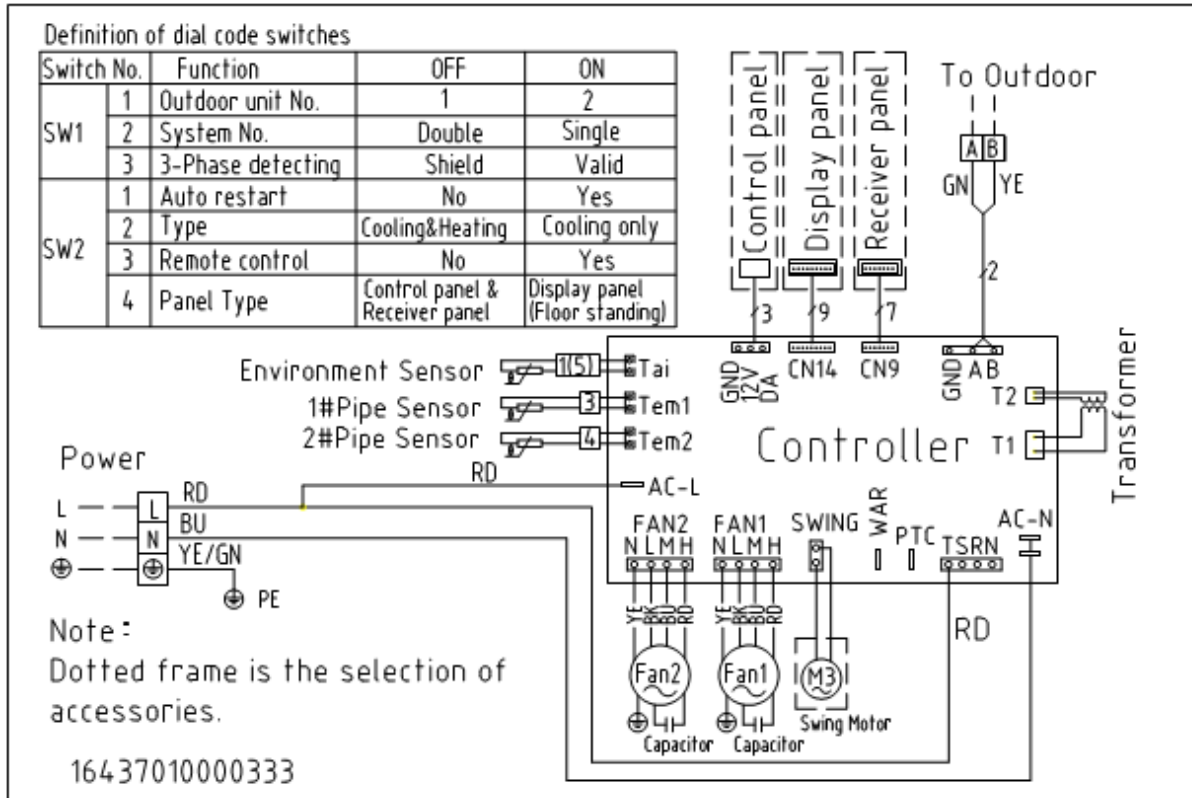 Definition of dial code switches
Switch No. Function OFF ON
SW1
1 Outdoor unit No. 1 2
2 System No. Double Single
3 3-Phase detecting Shield Valid
SW2
1 Auto restart No Yes
2 Type Cooling&Heating Cooling only
3 Remote control No Yes
4 Panel Type Control panel & Receiver panel Display panel (Floor standing)
Control panel
Display panel
Receiver panel
To Outdoor
A B
GN YE
3 9 7 2
GND 12V DA CN14 CN9 GND A B
Environment Sensor 1(5) Tai
1#Pipe Sensor 3 Tem1
2#Pipe Sensor 4 Tem2
T2
T1
Transformer
Controller
Power
RD AC-L
L L RD
N N BU
YE/GN
PE
FAN2 FAN1 SWING WAR PTC AC-N
N L M H N L M H TSRN
YE BK BU RD YE BK BU RD
RD
Fan2 Fan1 M3
Capacitor Capacitor Swing Motor
Note:
Dotted frame is the selection of
accessories.
16437010000333